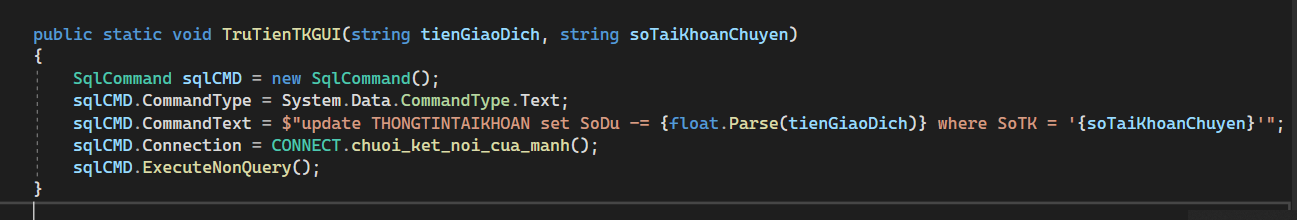 public static void TruTienTKGUI(string tienGiaoDich, string soTaiKhoanChuyen)
{
SqlCommand sqlCMD = new SqlCommand();
sqlCMD.CommandType = System.Data.CommandType.Text;
sqlCMD.CommandText = $"update THONGTINTAIKHOAN set SoDu -= {float.Parse(tienGiaoDich)} where SoTK = '{soTaiKhoanChuyen}'";
sqlCMD.Connection = CONNECT.chuoi_ket_noi_cua_manh();
sqlCMD.ExecuteNonQuery();
}